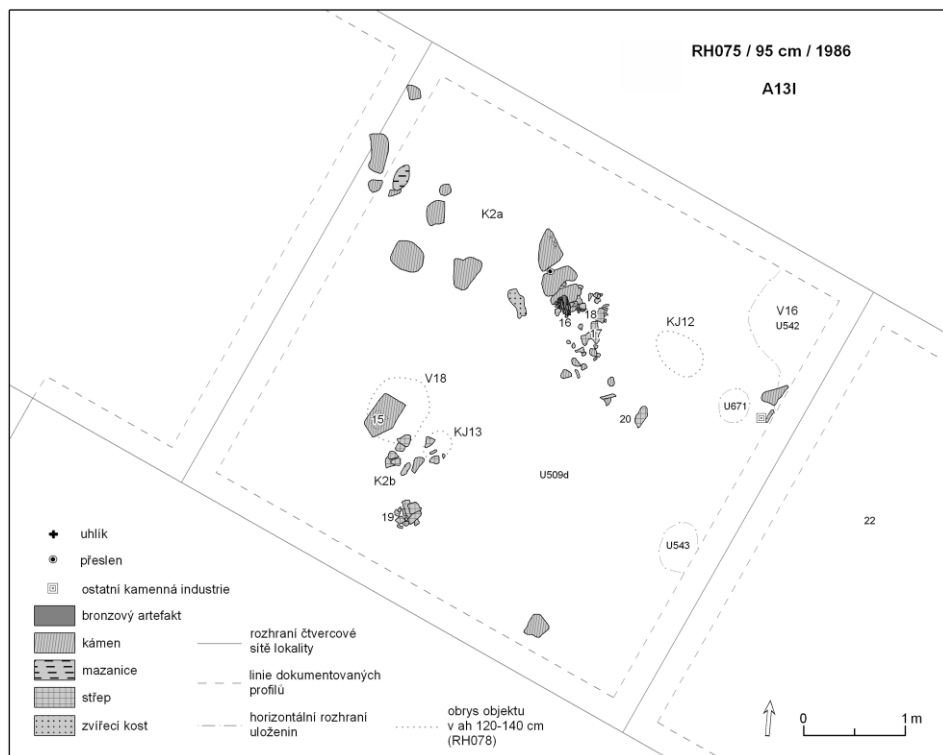 RH075 / 95 cm / 1986
A13I
K2a
V16
U542
KJ12
16
18
17
V18
U671
15
20
KJ13
K2b
U509d
19
22
U543
uhlík
přeslen
ostatní kamenná industrie
bronzový artefakt
kámen
mazanice
střep
zvířecí kost
rozhraní čtvercové
sítě lokality
linie dokumentovaných
profilů
horizontální rozhraní
uloženin
obrys objektu
v ah 120-140 cm
(RH078)
0
1 m